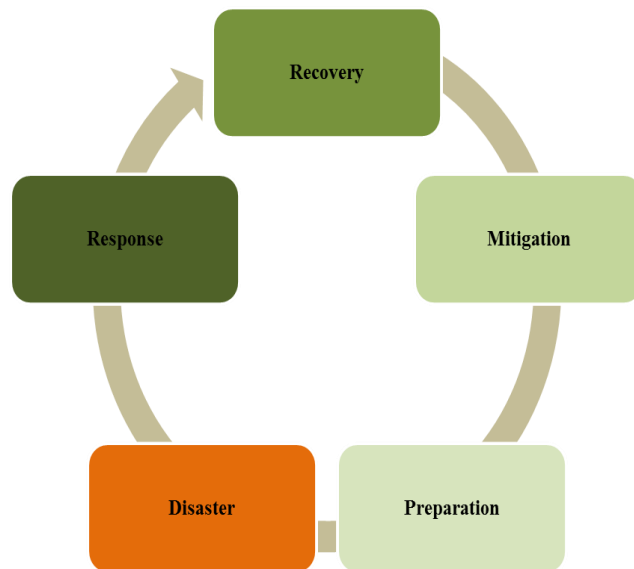 Recovery
Response
Mitigation
Disaster
Preparation